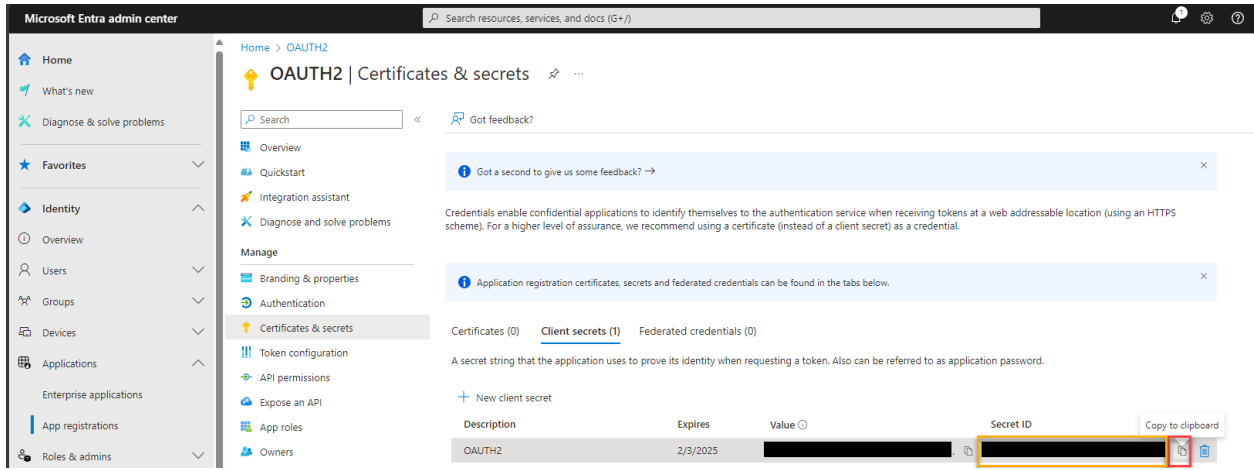 Microsoft Entra admin center
Search resources, services, and docs (G+/)
1
Home
What's new
Diagnose & solve problems
Favorites
Identity
Overview
Users
Groups
Devices
Applications
Enterprise applications
App registrations
Roles & admins
Home > OAUTH2
OAUTH2 | Certificates & secrets
Search
«
Overview
Quickstart
Integration assistant
Diagnose and solve problems
Manage
Branding & properties
Authentication
Certificates & secrets
Token configuration
API permissions
Expose an API
App roles
Owners
Got feedback?
Got a second to give us some feedback? →
Credentials enable confidential applications to identify themselves to the authentication service when receiving tokens at a web addressable location (using an HTTPS
scheme). For a higher level of assurance, we recommend using a certificate (instead of a client secret) as a credential.
Application registration certificates, secrets and federated credentials can be found in the tabs below.
Certificates (0) Client secrets (1) Federated credentials (0)
A secret string that the application uses to prove its identity when requesting a token. Also can be referred to as application password.
+ New client secret
Description Expires Value Secret ID Copy to clipboard
OAUTH2 2/3/2025